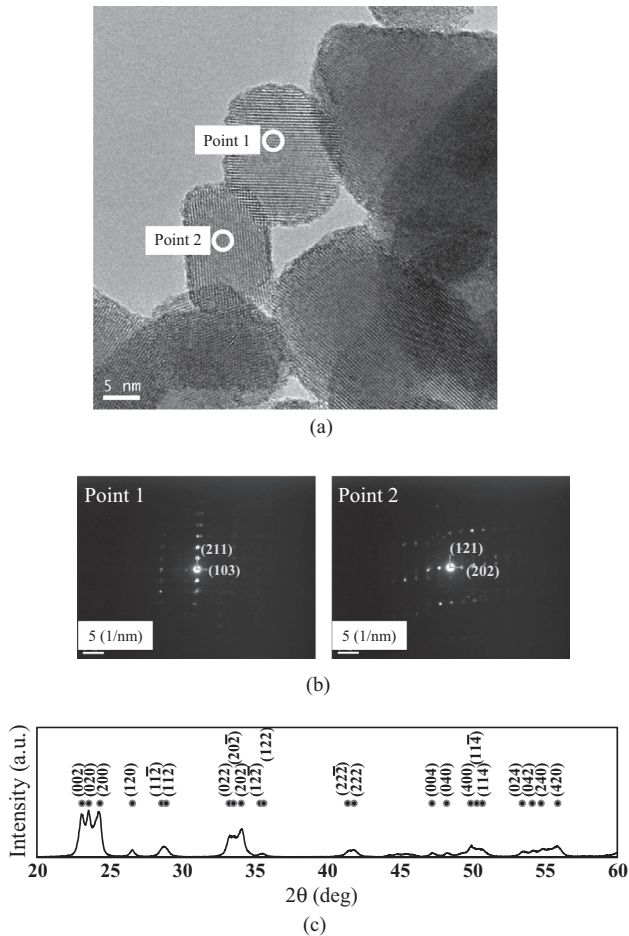 Point 1
Point 2
5 nm
(a)
Point 1
(211)
(103)
5 (1/nm)
Point 2
(121)
(202)
5 (1/nm)
(b)
Intensity (a.u.)
(002)
(020)
(200)
(120)
(11̅2)
(112)
(022)
(202̅)
(202)
(12̅2)
(122)
(22̅2)
(222)
(004)
(040)
(400)
(11̅4)
(114)
(024)
(042)
(240)
(420)
20 25 30 35 40 45 50 55 60
2θ (deg)
(c)